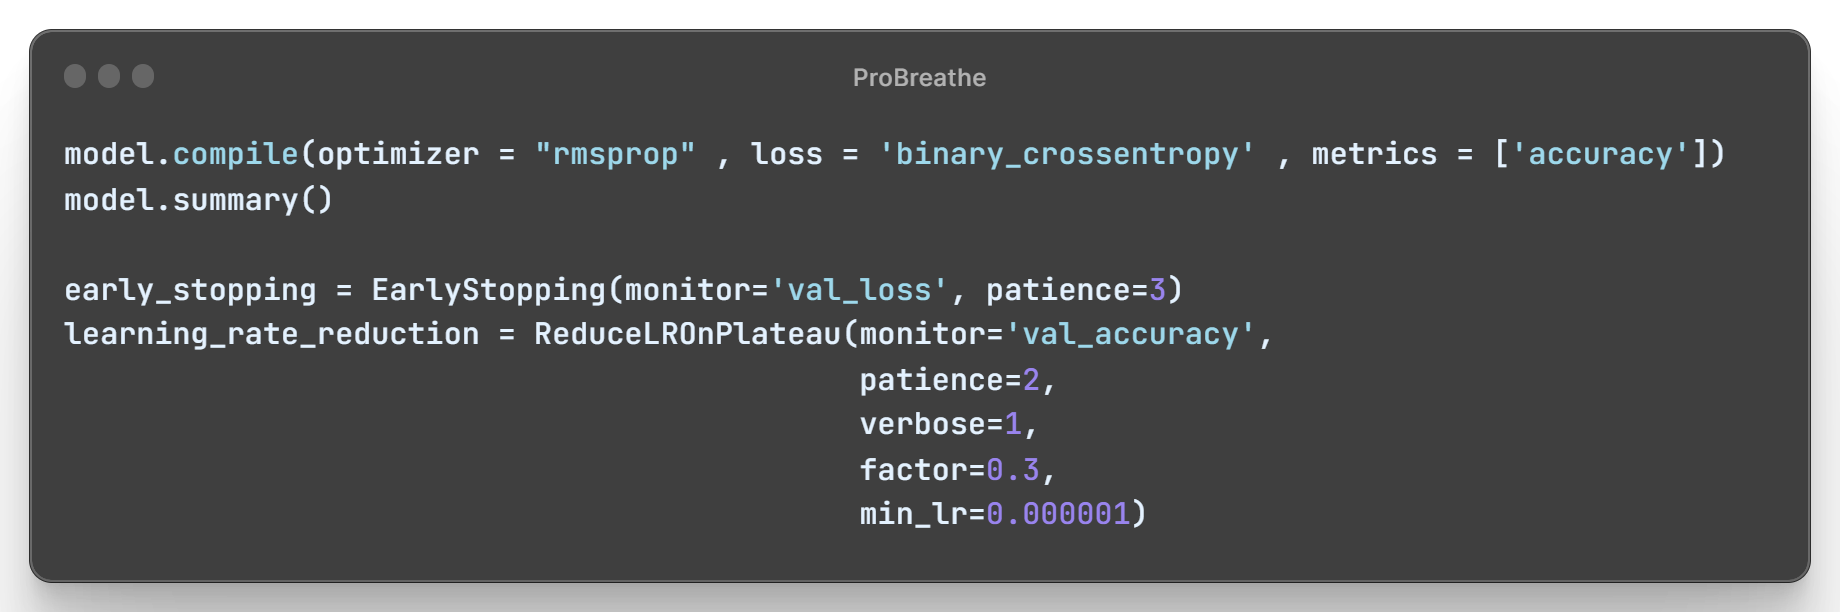 ProBreathe
model.compile(optimizer = "rmsprop" , loss = 'binary_crossentropy' , metrics = ['accuracy'])
model.summary()
early_stopping = EarlyStopping(monitor='val_loss', patience=3)
learning_rate_reduction = ReduceLROnPlateau(monitor='val_accuracy',
patience=2,
verbose=1,
factor=0.3,
min_lr=0.000001)